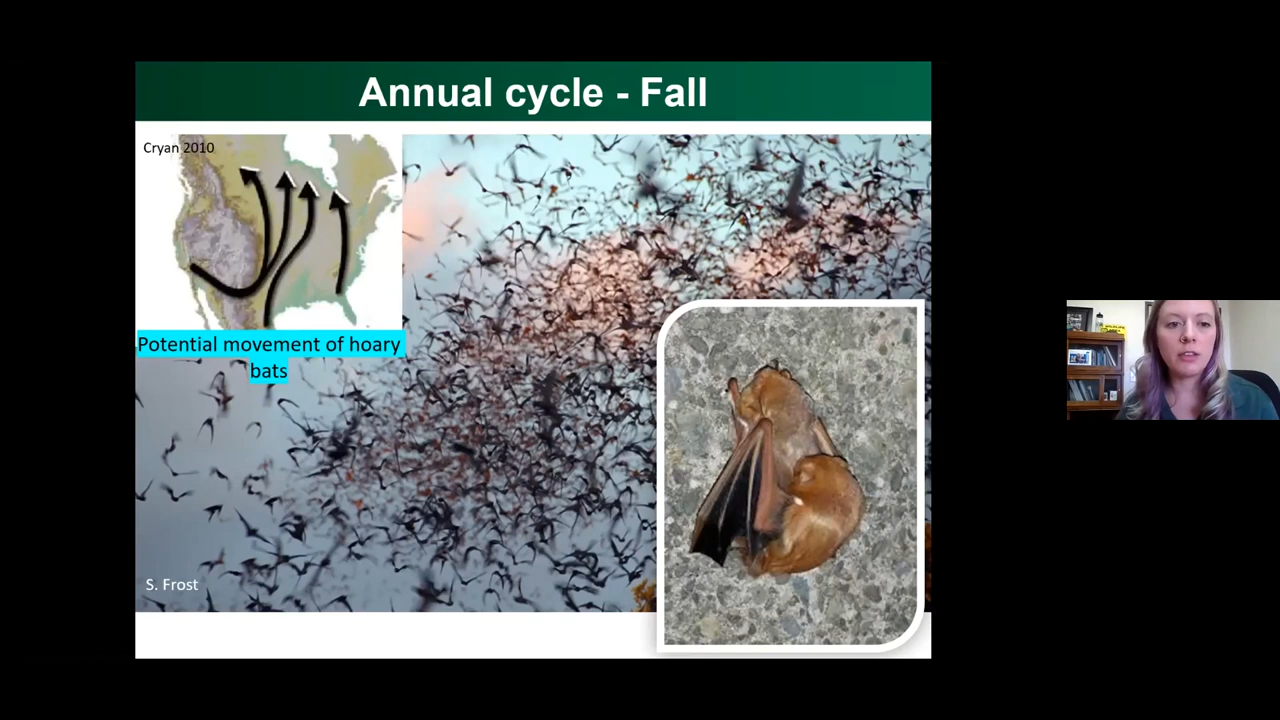 Annual cycle - Fall
Cryan 2010
Potential movement of hoary
bats
S. Frost